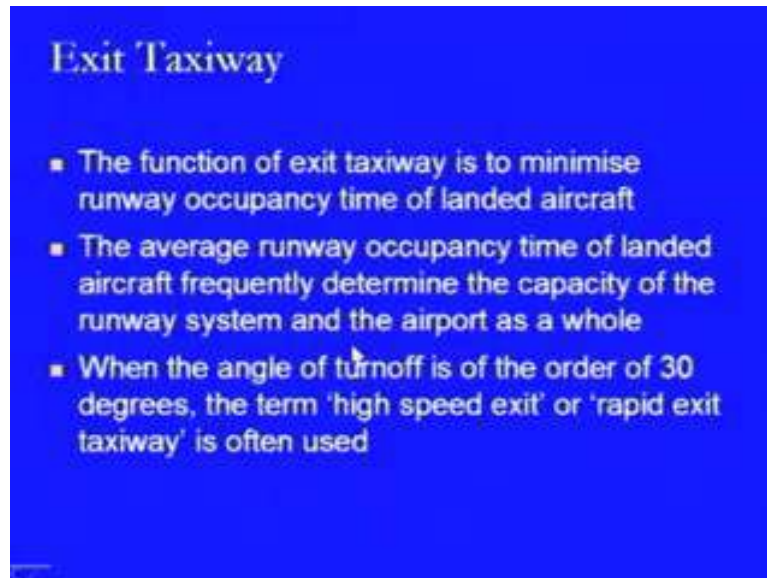 Exit Taxiway
The function of exit taxiway is to minimise
runway occupancy time of landed aircraft
The average runway occupancy time of landed
aircraft frequently determine the capacity of the
runway system and the airport as a whole
When the angle of turnoff is of the order of 30
degrees, the term 'high speed exit' or 'rapid exit
taxiway' is often used